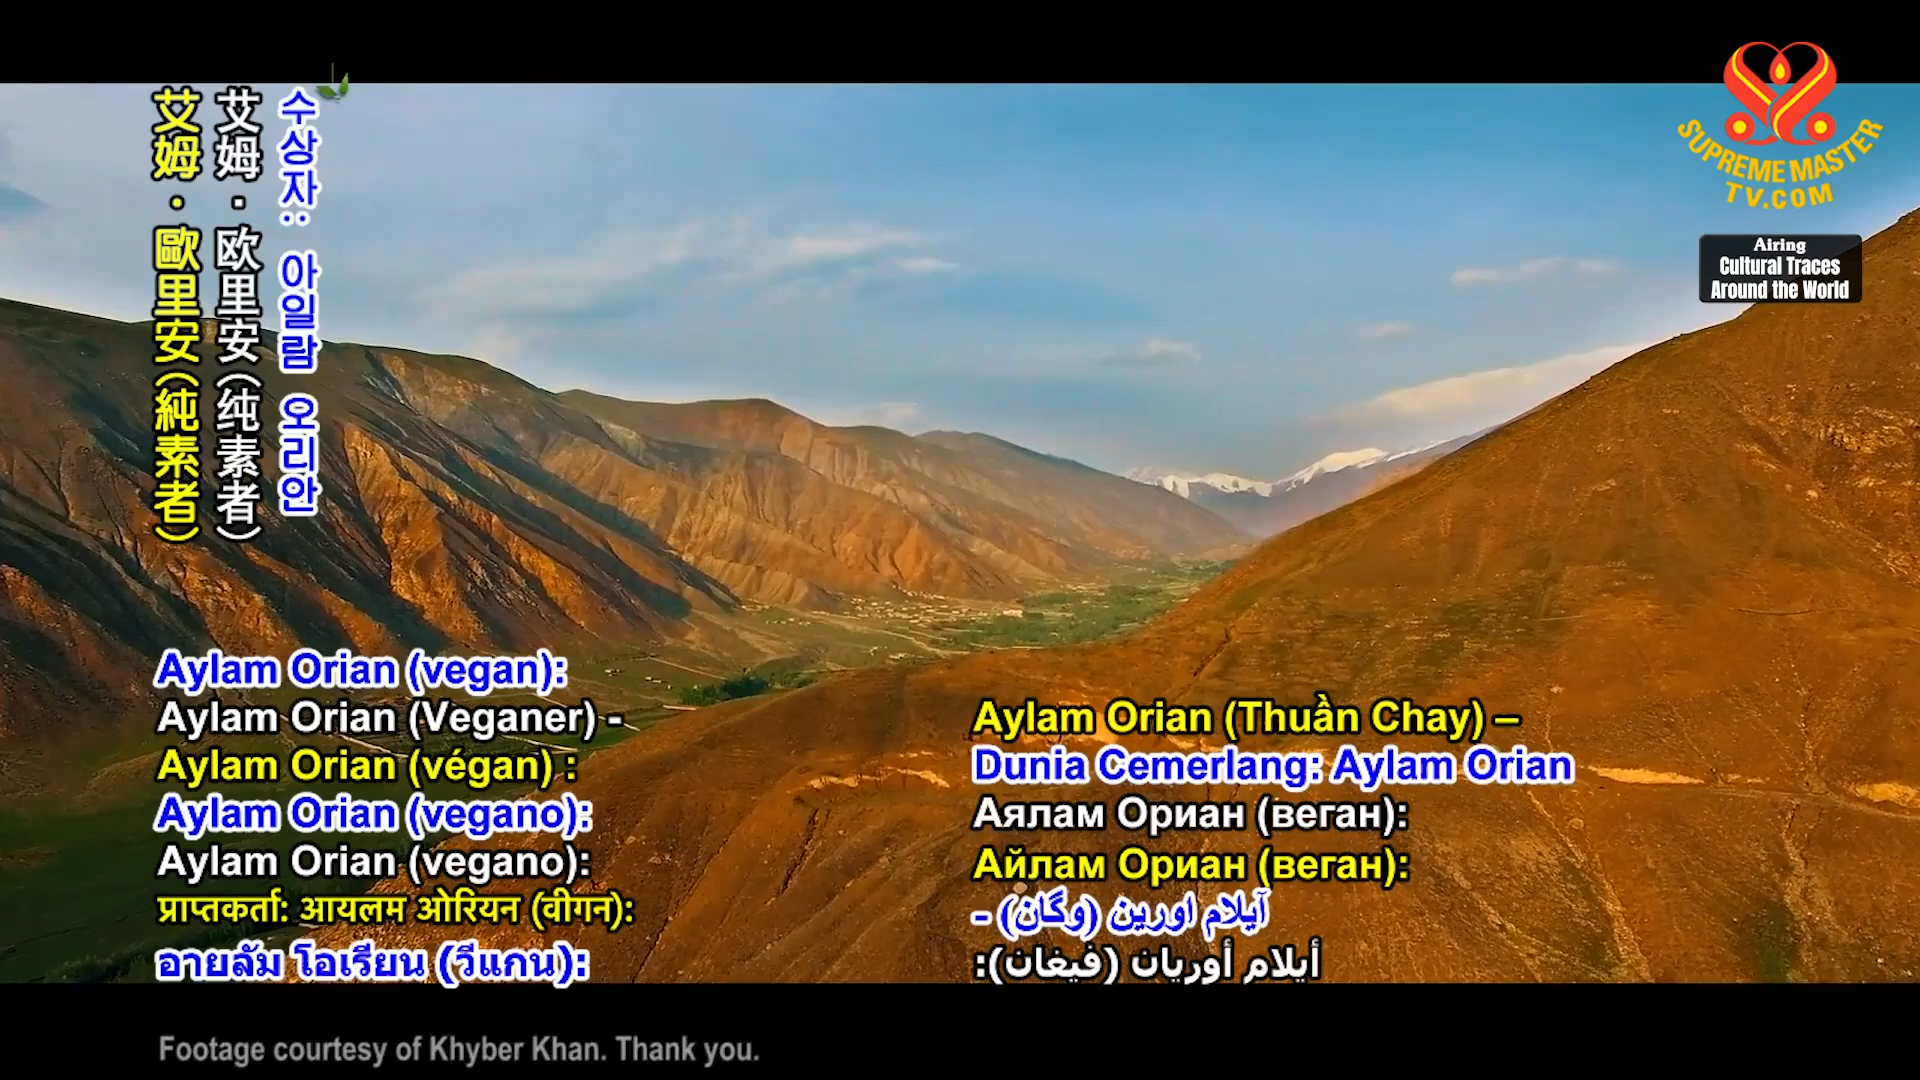 艾姆·歐里安(純素者)
艾姆·欧里安(纯素者)
수상자: 아일람 오리안
SUPREME MASTER
TV.COM
Airing
Cultural Traces
Around the World
Aylam Orian (vegan):
Aylam Orian (Veganer) -
Aylam Orian (végan) :
Aylam Orian (vegano):
Aylam Orian (vegano):
प्राप्तकर्ता: आयलम ओरियन (वीगन):
อายลัม โอเรียน (วีแกน):
Aylam Orian (Thuần Chay) –
Dunia Cemerlang: Aylam Orian
Аялам Ориан (веган):
Айлам Ориан (веган):
آیلام اورین (وگان) -
أيلام أوريان (فيغان):
Footage courtesy of Khyber Khan. Thank you.